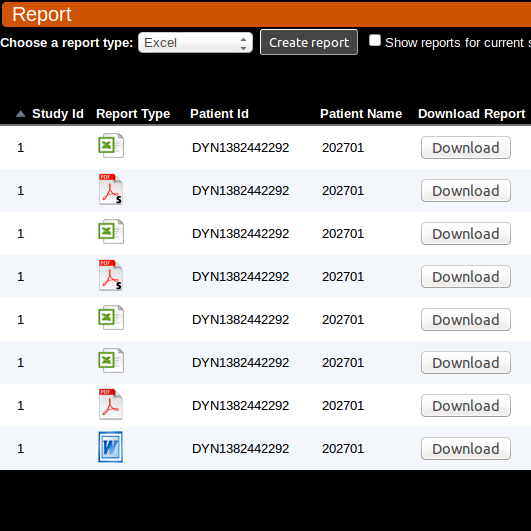 Report
Choose a report type: Excel Create report Show reports for current s
Study Id Report Type Patient Id Patient Name Download Report
1 DYN1382442292 202701 Download
1 PDF S DYN1382442292 202701 Download
1 DYN1382442292 202701 Download
1 PDF S DYN1382442292 202701 Download
1 DYN1382442292 202701 Download
1 DYN1382442292 202701 Download
1 PDF DYN1382442292 202701 Download
1 W DYN1382442292 202701 Download